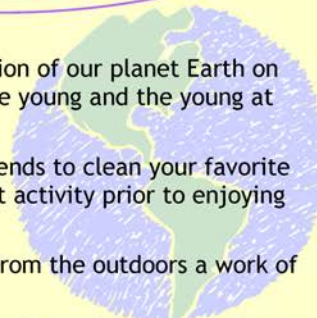 ion of our planet Earth on
e young and the young at
ends to clean your favorite
t activity prior to enjoying
rom the outdoors a work of